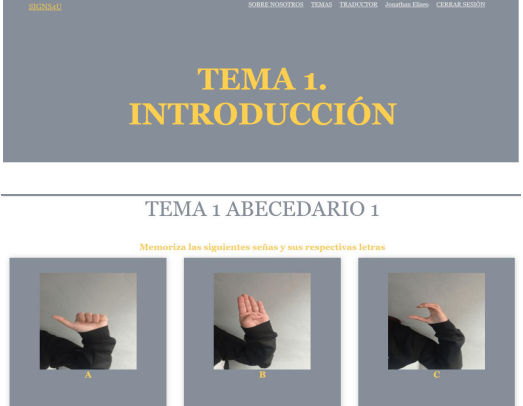 SIGNS4U
SOBRE NOSOTROS TEMAS TRADUCTOR Jonathan Eliseo CERRAR SESIÓN
TEMA 1.
INTRODUCCIÓN
TEMA 1 ABECEDARIO 1
Memoriza las siguientes señas y sus respectivas letras
A B C